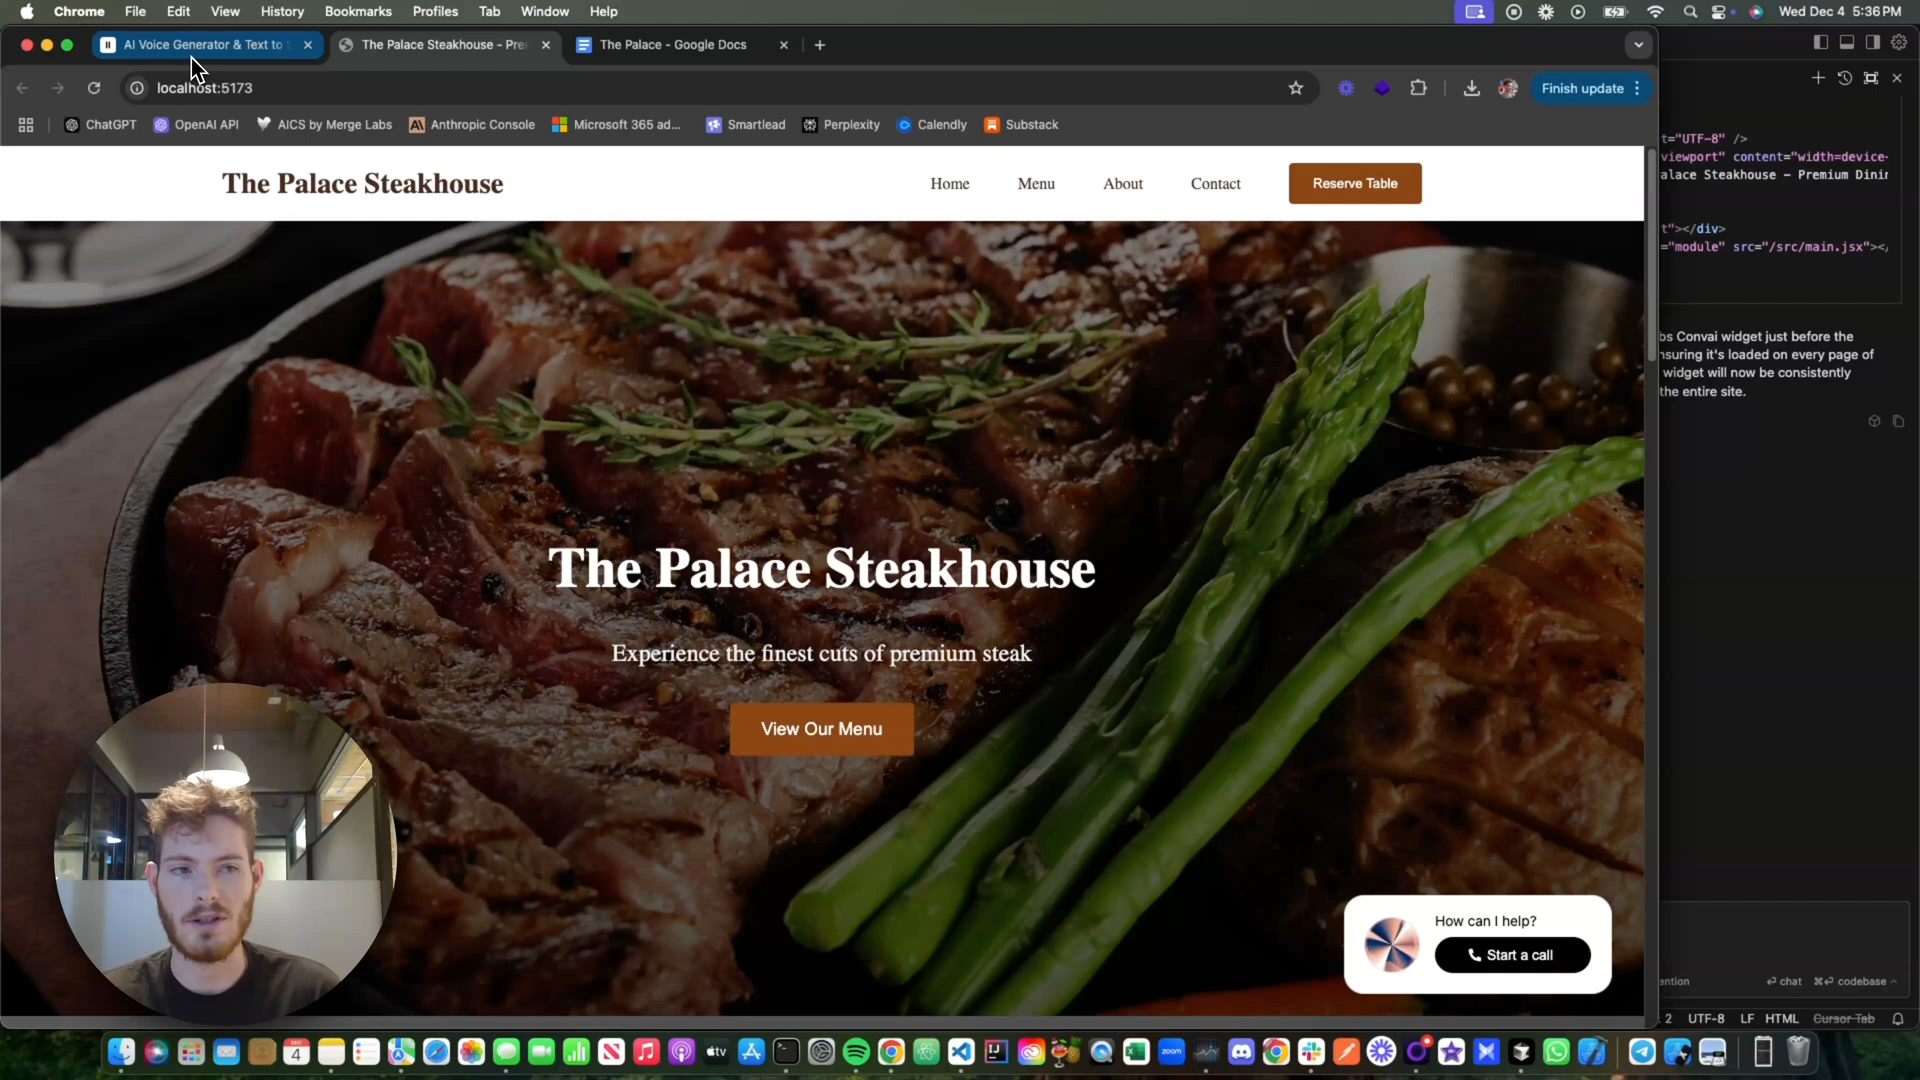 Chrome File Edit View History Bookmarks Profiles Tab Window Help Wed Dec 4 5:36 PM
AI Voice Generator & Text to The Palace Steakhouse - Pre The Palace - Google Docs
localhost:5173 Finish update
ChatGPT OpenAI API AICS by Merge Labs Anthropic Console Microsoft 365 ad... Smartlead Perplexity Calendly Substack
The Palace Steakhouse Home Menu About Contact Reserve Table
t="UTF-8" />
viewport" content="width=device-
alace Steakhouse – Premium Dinin
t"></div>
="module" src="/src/main.jsx"></
bs Convai widget just before the
nsuring it's loaded on every page of
widget will now be consistently
the entire site.
The Palace Steakhouse
Experience the finest cuts of premium steak
View Our Menu
How can I help?
Start a call
ention chat ⌘⏎ codebase
2 UTF-8 LF HTML Cursor Tab
DEC
4
tv
zoom